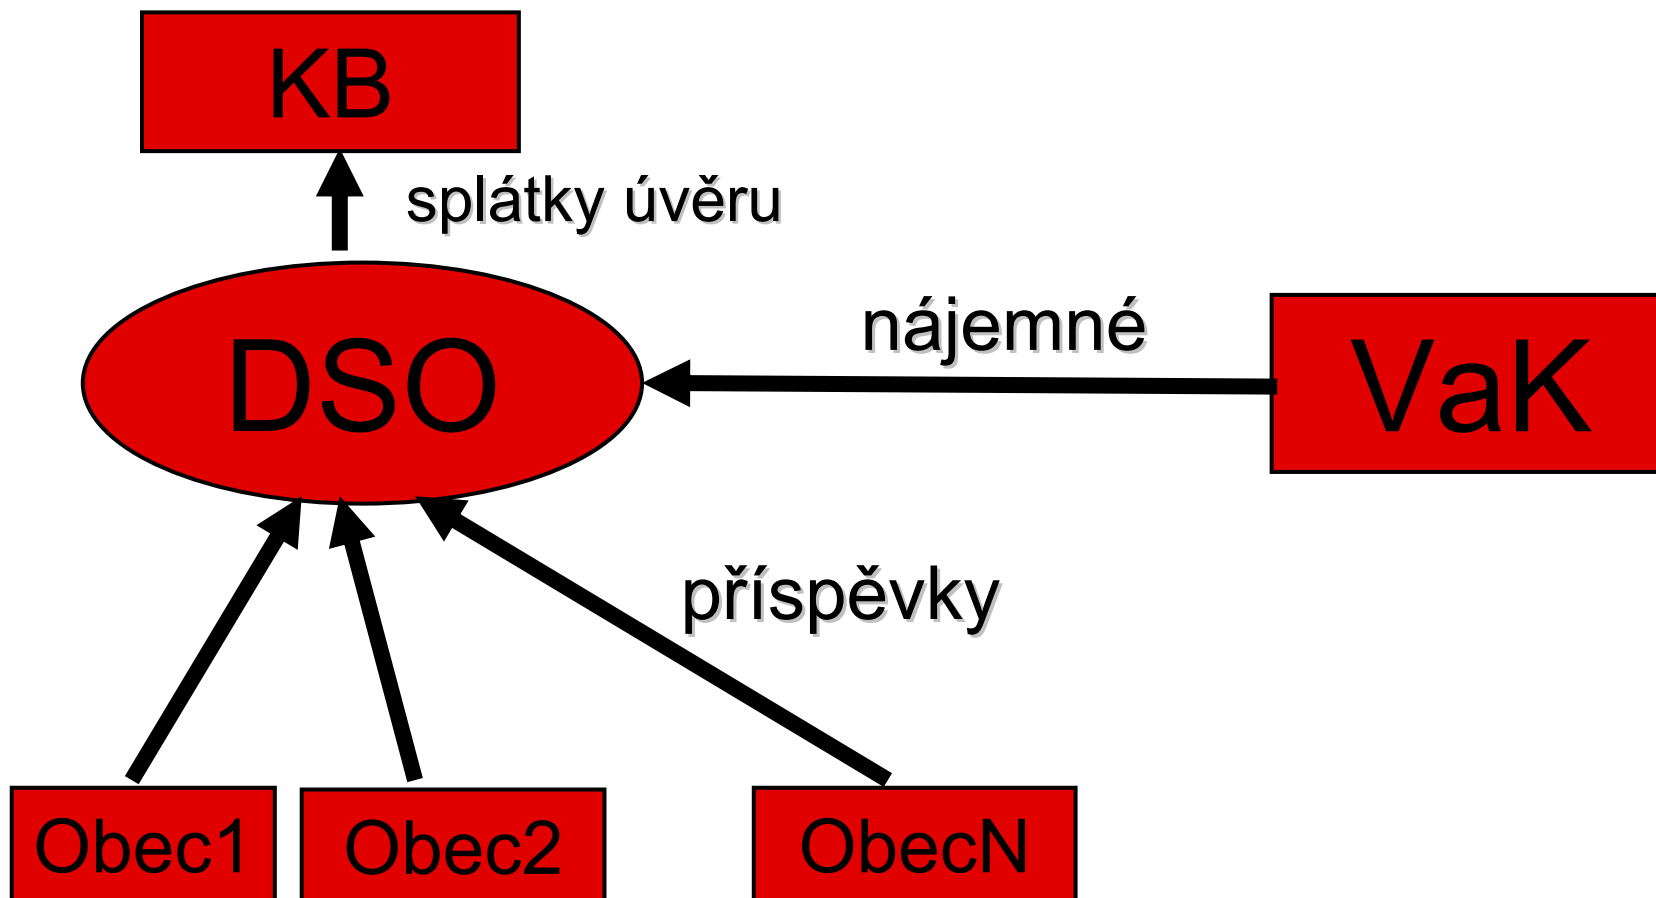 KB
splátky úvěru
nájemné
DSO
VaK
příspěvky
Obec1
Obec2
ObecN